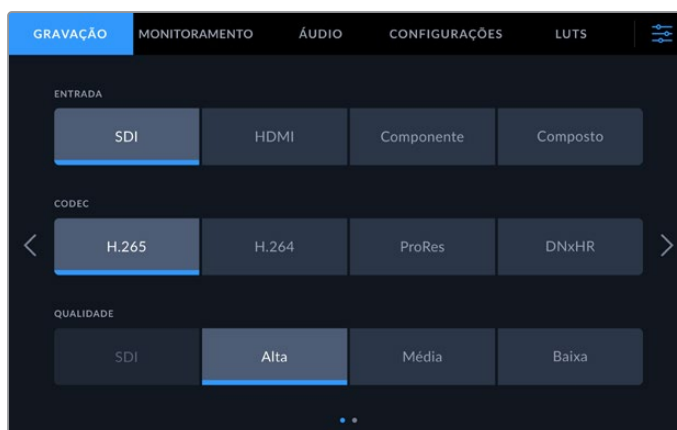 GRAVAÇÃO MONITORAMENTO ÁUDIO CONFIGURAÇÕES LUTS
ENTRADA
SDI HDMI Componente Composto
CODEC
H.265 H.264 ProRes DNxHR
QUALIDADE
SDI Alta Média Baixa